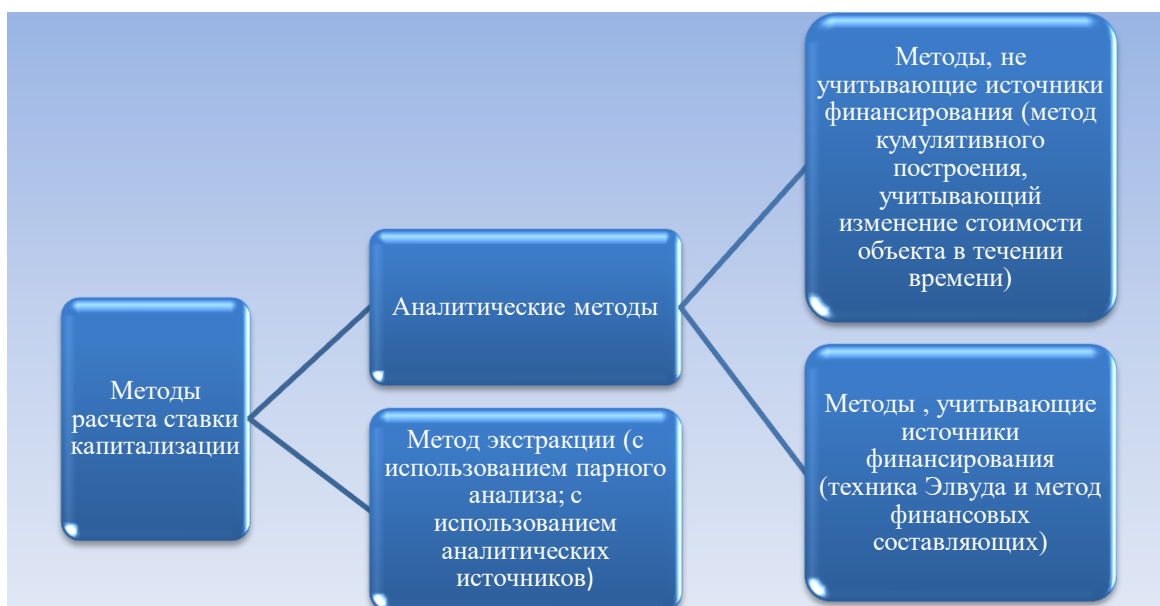 Методы
расчета ставки
капитализации
Аналитические методы
Метод экстракции (с
использованием парного
анализа; с
использованием
аналитических
источников)
Методы, не
учитывающие источники
финансирования (метод
кумулятивного
построения,
учитывающий
изменение стоимости
объекта в течении
времени)
Методы , учитывающие
источники
финансирования
(техника Элвуда и метод
финансовых
составляющих)